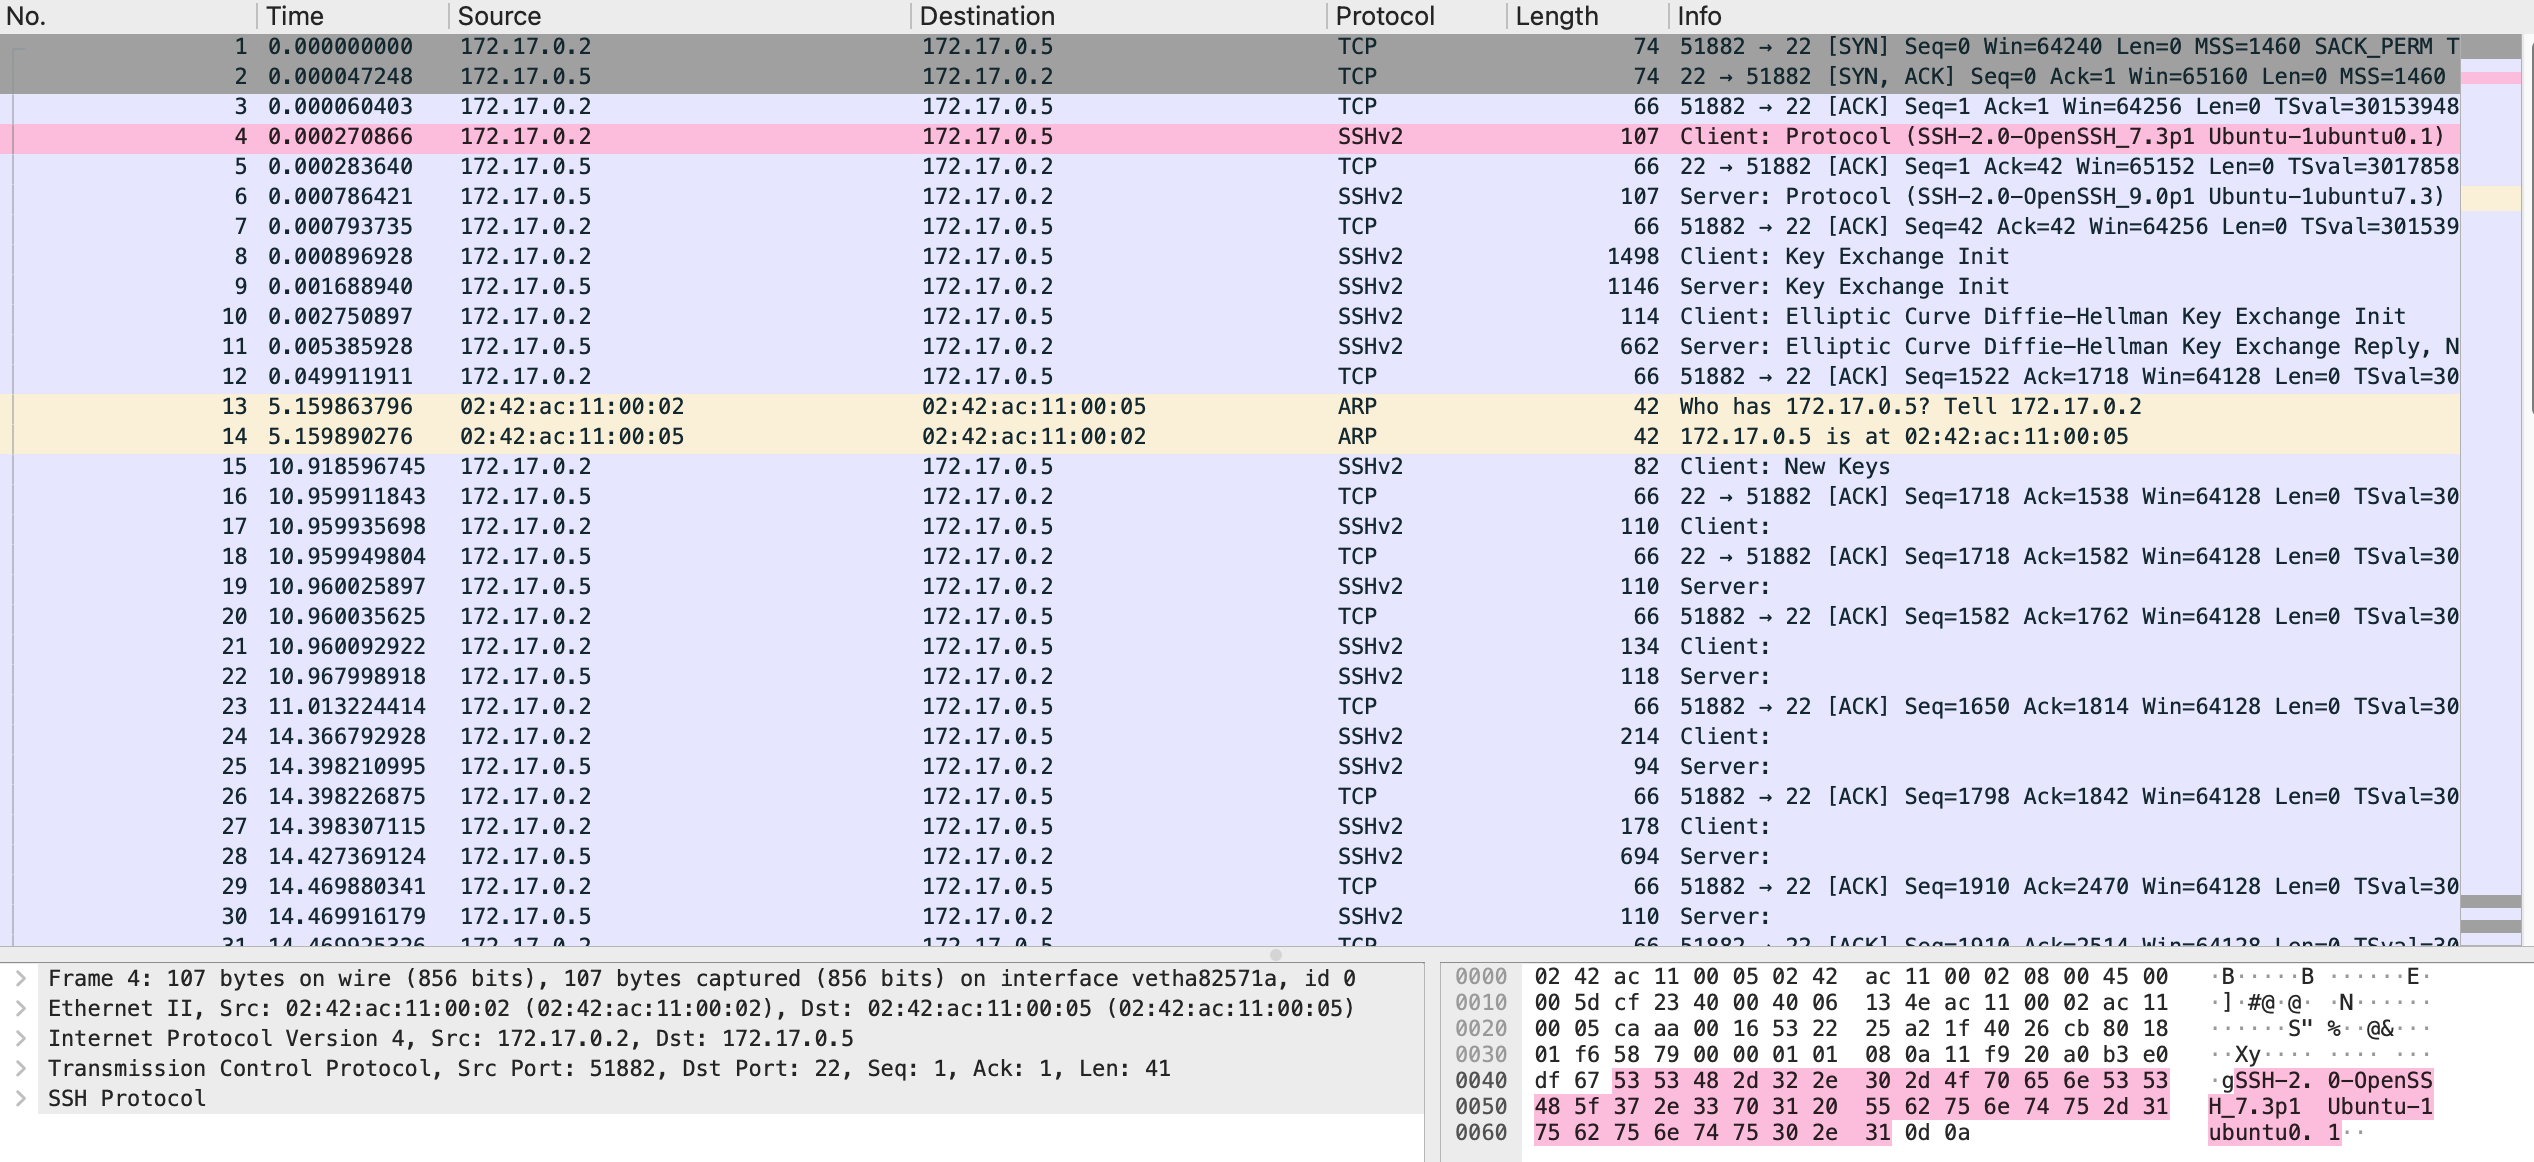 No. Time Source Destination Protocol Length Info
1 0.000000000 172.17.0.2 172.17.0.5 TCP 74 51882 → 22 [SYN] Seq=0 Win=64240 Len=0 MSS=1460 SACK_PERM T
2 0.000047248 172.17.0.5 172.17.0.2 TCP 74 22 → 51882 [SYN, ACK] Seq=0 Ack=1 Win=65160 Len=0 MSS=1460
3 0.000060403 172.17.0.2 172.17.0.5 TCP 66 51882 → 22 [ACK] Seq=1 Ack=1 Win=64256 Len=0 TSval=30153948
4 0.000270866 172.17.0.2 172.17.0.5 SSHv2 107 Client: Protocol (SSH-2.0-OpenSSH_7.3p1 Ubuntu-1ubuntu0.1)
5 0.000283640 172.17.0.5 172.17.0.2 TCP 66 22 → 51882 [ACK] Seq=1 Ack=42 Win=65152 Len=0 TSval=3017858
6 0.000786421 172.17.0.5 172.17.0.2 SSHv2 107 Server: Protocol (SSH-2.0-OpenSSH_9.0p1 Ubuntu-1ubuntu7.3)
7 0.000793735 172.17.0.2 172.17.0.5 TCP 66 51882 → 22 [ACK] Seq=42 Ack=42 Win=64256 Len=0 TSval=301539
8 0.000896928 172.17.0.2 172.17.0.5 SSHv2 1498 Client: Key Exchange Init
9 0.001688940 172.17.0.5 172.17.0.2 SSHv2 1146 Server: Key Exchange Init
10 0.002750897 172.17.0.2 172.17.0.5 SSHv2 114 Client: Elliptic Curve Diffie-Hellman Key Exchange Init
11 0.005385928 172.17.0.5 172.17.0.2 SSHv2 662 Server: Elliptic Curve Diffie-Hellman Key Exchange Reply, N
12 0.049911911 172.17.0.2 172.17.0.5 TCP 66 51882 → 22 [ACK] Seq=1522 Ack=1718 Win=64128 Len=0 TSval=30
13 5.159863796 02:42:ac:11:00:02 02:42:ac:11:00:05 ARP 42 Who has 172.17.0.5? Tell 172.17.0.2
14 5.159890276 02:42:ac:11:00:05 02:42:ac:11:00:02 ARP 42 172.17.0.5 is at 02:42:ac:11:00:05
15 10.918596745 172.17.0.2 172.17.0.5 SSHv2 82 Client: New Keys
16 10.959911843 172.17.0.5 172.17.0.2 TCP 66 22 → 51882 [ACK] Seq=1718 Ack=1538 Win=64128 Len=0 TSval=30
17 10.959935698 172.17.0.2 172.17.0.5 SSHv2 110 Client:
18 10.959949804 172.17.0.5 172.17.0.2 TCP 66 22 → 51882 [ACK] Seq=1718 Ack=1582 Win=64128 Len=0 TSval=30
19 10.960025897 172.17.0.5 172.17.0.2 SSHv2 110 Server:
20 10.960035625 172.17.0.2 172.17.0.5 TCP 66 51882 → 22 [ACK] Seq=1582 Ack=1762 Win=64128 Len=0 TSval=30
21 10.960092922 172.17.0.2 172.17.0.5 SSHv2 134 Client:
22 10.967998918 172.17.0.5 172.17.0.2 SSHv2 118 Server:
23 11.013224414 172.17.0.2 172.17.0.5 TCP 66 51882 → 22 [ACK] Seq=1650 Ack=1814 Win=64128 Len=0 TSval=30
24 14.366792928 172.17.0.2 172.17.0.5 SSHv2 214 Client:
25 14.398210995 172.17.0.5 172.17.0.2 SSHv2 94 Server:
26 14.398226875 172.17.0.2 172.17.0.5 TCP 66 51882 → 22 [ACK] Seq=1798 Ack=1842 Win=64128 Len=0 TSval=30
27 14.398307115 172.17.0.2 172.17.0.5 SSHv2 178 Client:
28 14.427369124 172.17.0.5 172.17.0.2 SSHv2 694 Server:
29 14.469880341 172.17.0.2 172.17.0.5 TCP 66 51882 → 22 [ACK] Seq=1910 Ack=2470 Win=64128 Len=0 TSval=30
30 14.469916179 172.17.0.5 172.17.0.2 SSHv2 110 Server:
31 14.469925326 172.17.0.2 172.17.0.5 TCP 66 51882 → 22 [ACK] Seq=1910 Ack=2514 Win=64128 Len=0 TSval=30
Frame 4: 107 bytes on wire (856 bits), 107 bytes captured (856 bits) on interface vetha82571a, id 0
Ethernet II, Src: 02:42:ac:11:00:02 (02:42:ac:11:00:02), Dst: 02:42:ac:11:00:05 (02:42:ac:11:00:05)
Internet Protocol Version 4, Src: 172.17.0.2, Dst: 172.17.0.5
Transmission Control Protocol, Src Port: 51882, Dst Port: 22, Seq: 1, Ack: 1, Len: 41
SSH Protocol
0000 02 42 ac 11 00 05 02 42 ac 11 00 02 08 00 45 00 ·B·····B ······E·
0010 00 5d cf 23 40 00 40 06 13 4e ac 11 00 02 ac 11 ·]·#@·@· ·N······
0020 00 05 ca aa 00 16 53 22 25 a2 1f 40 26 cb 80 18 ······S" %··@&···
0030 01 f6 58 79 00 00 01 01 08 0a 11 f9 20 a0 b3 e0 ··Xy···· ···· ···
0040 df 67 53 53 48 2d 32 2e 30 2d 4f 70 65 6e 53 53 ·gSSH-2. 0-OpenSS
0050 48 5f 37 2e 33 70 31 20 55 62 75 6e 74 75 2d 31 H_7.3p1 Ubuntu-1
0060 75 62 75 6e 74 75 30 2e 31 0d 0a ubuntu0. 1··